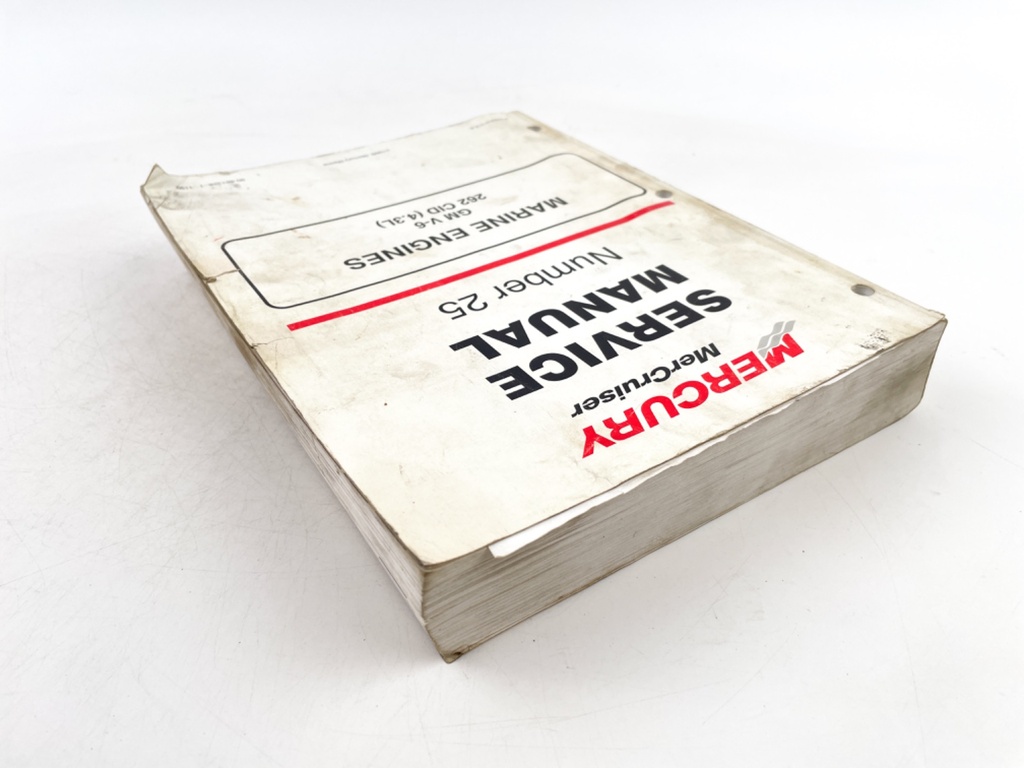 MERCURY
MerCruiser
SERVICE
MANUAL
Number 25
MARINE ENGINES
GM V-6
262 CID (4.3L)